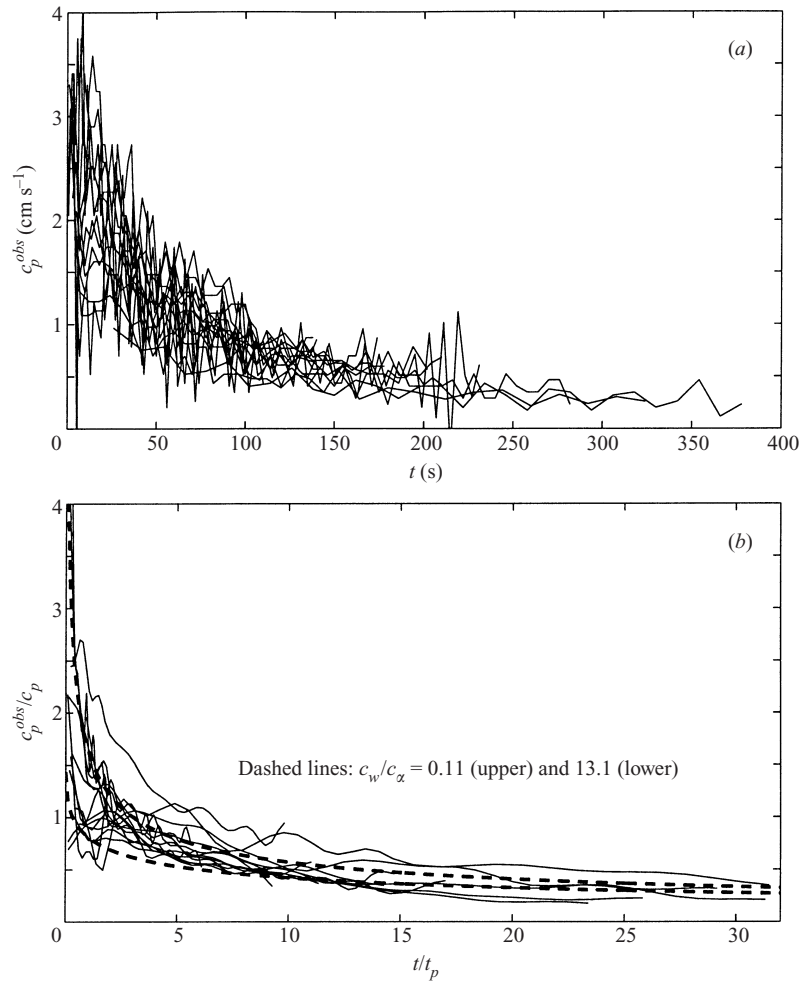 4
(a)
3
c_p^{obs} (cm s⁻¹)
2
1
0 50 100 150 200 250 300 350 400
t (s)
4
(b)
3
c_p^{obs}/c_p
2
Dashed lines: c_w/c_α = 0.11 (upper) and 13.1 (lower)
1
0 5 10 15 20 25 30
t/t_p